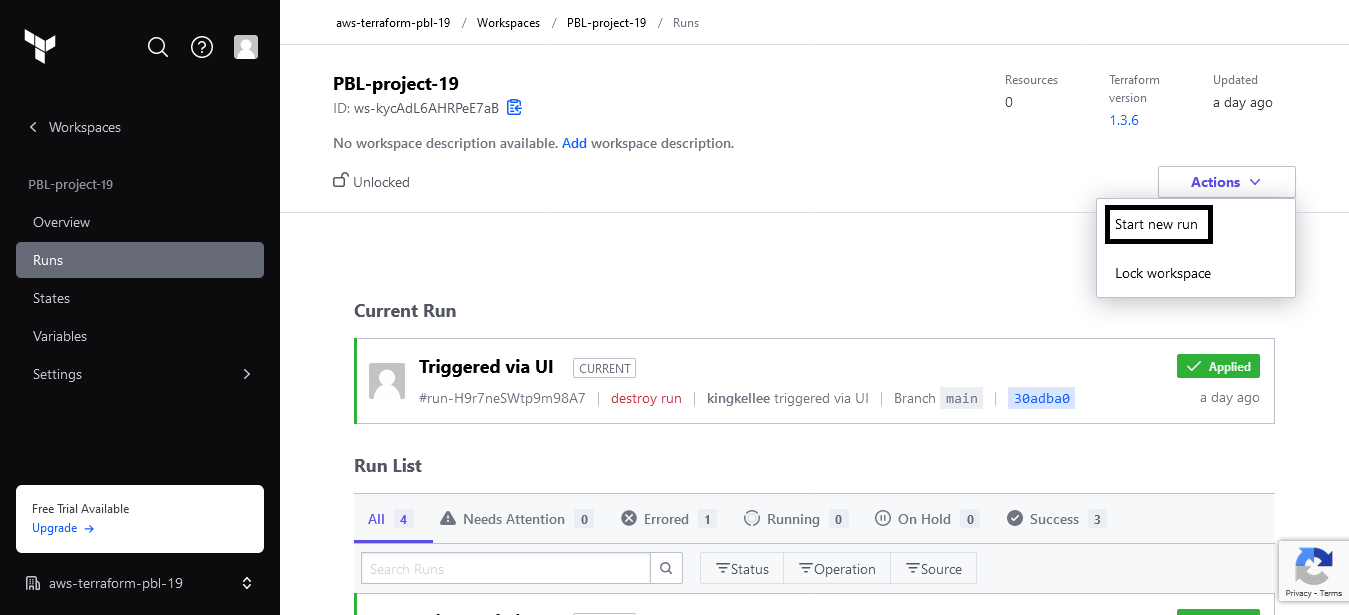 aws-terraform-pbl-19 / Workspaces / PBL-project-19 / Runs
Workspaces
PBL-project-19
Overview
Runs
States
Variables
Settings
Free Trial Available
Upgrade →
aws-terraform-pbl-19
PBL-project-19
ID: ws-kycAdL6AHRPeE7aB
No workspace description available. Add workspace description.
Unlocked
Resources
0
Terraform
version
1.3.6
Updated
a day ago
Actions
Start new run
Lock workspace
Current Run
Triggered via UI CURRENT
#run-H9r7neSWtp9m98A7 | destroy run | kingkellee triggered via UI | Branch main | 30adba0
Applied
a day ago
Run List
All 4 Needs Attention 0 Errored 1 Running 0 On Hold 0 Success 3
Search Runs Status Operation Source
Privacy - Terms